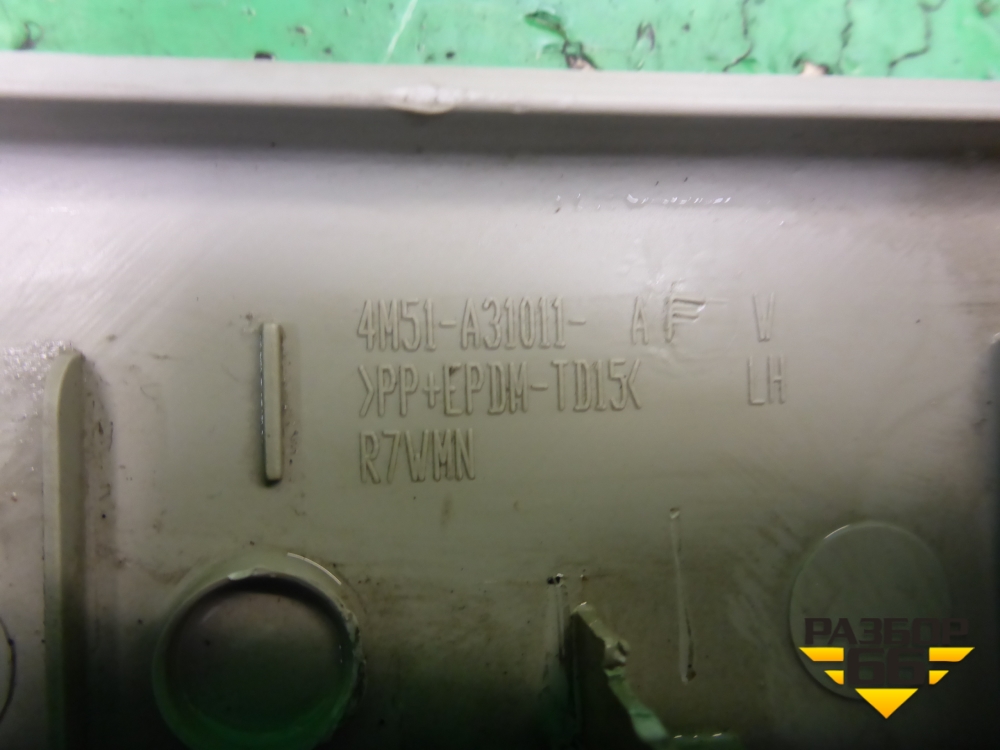 4M51-A31011- AF W
>PP+EPDM-TD15< LH
R7WMN
РАЗБОР
66